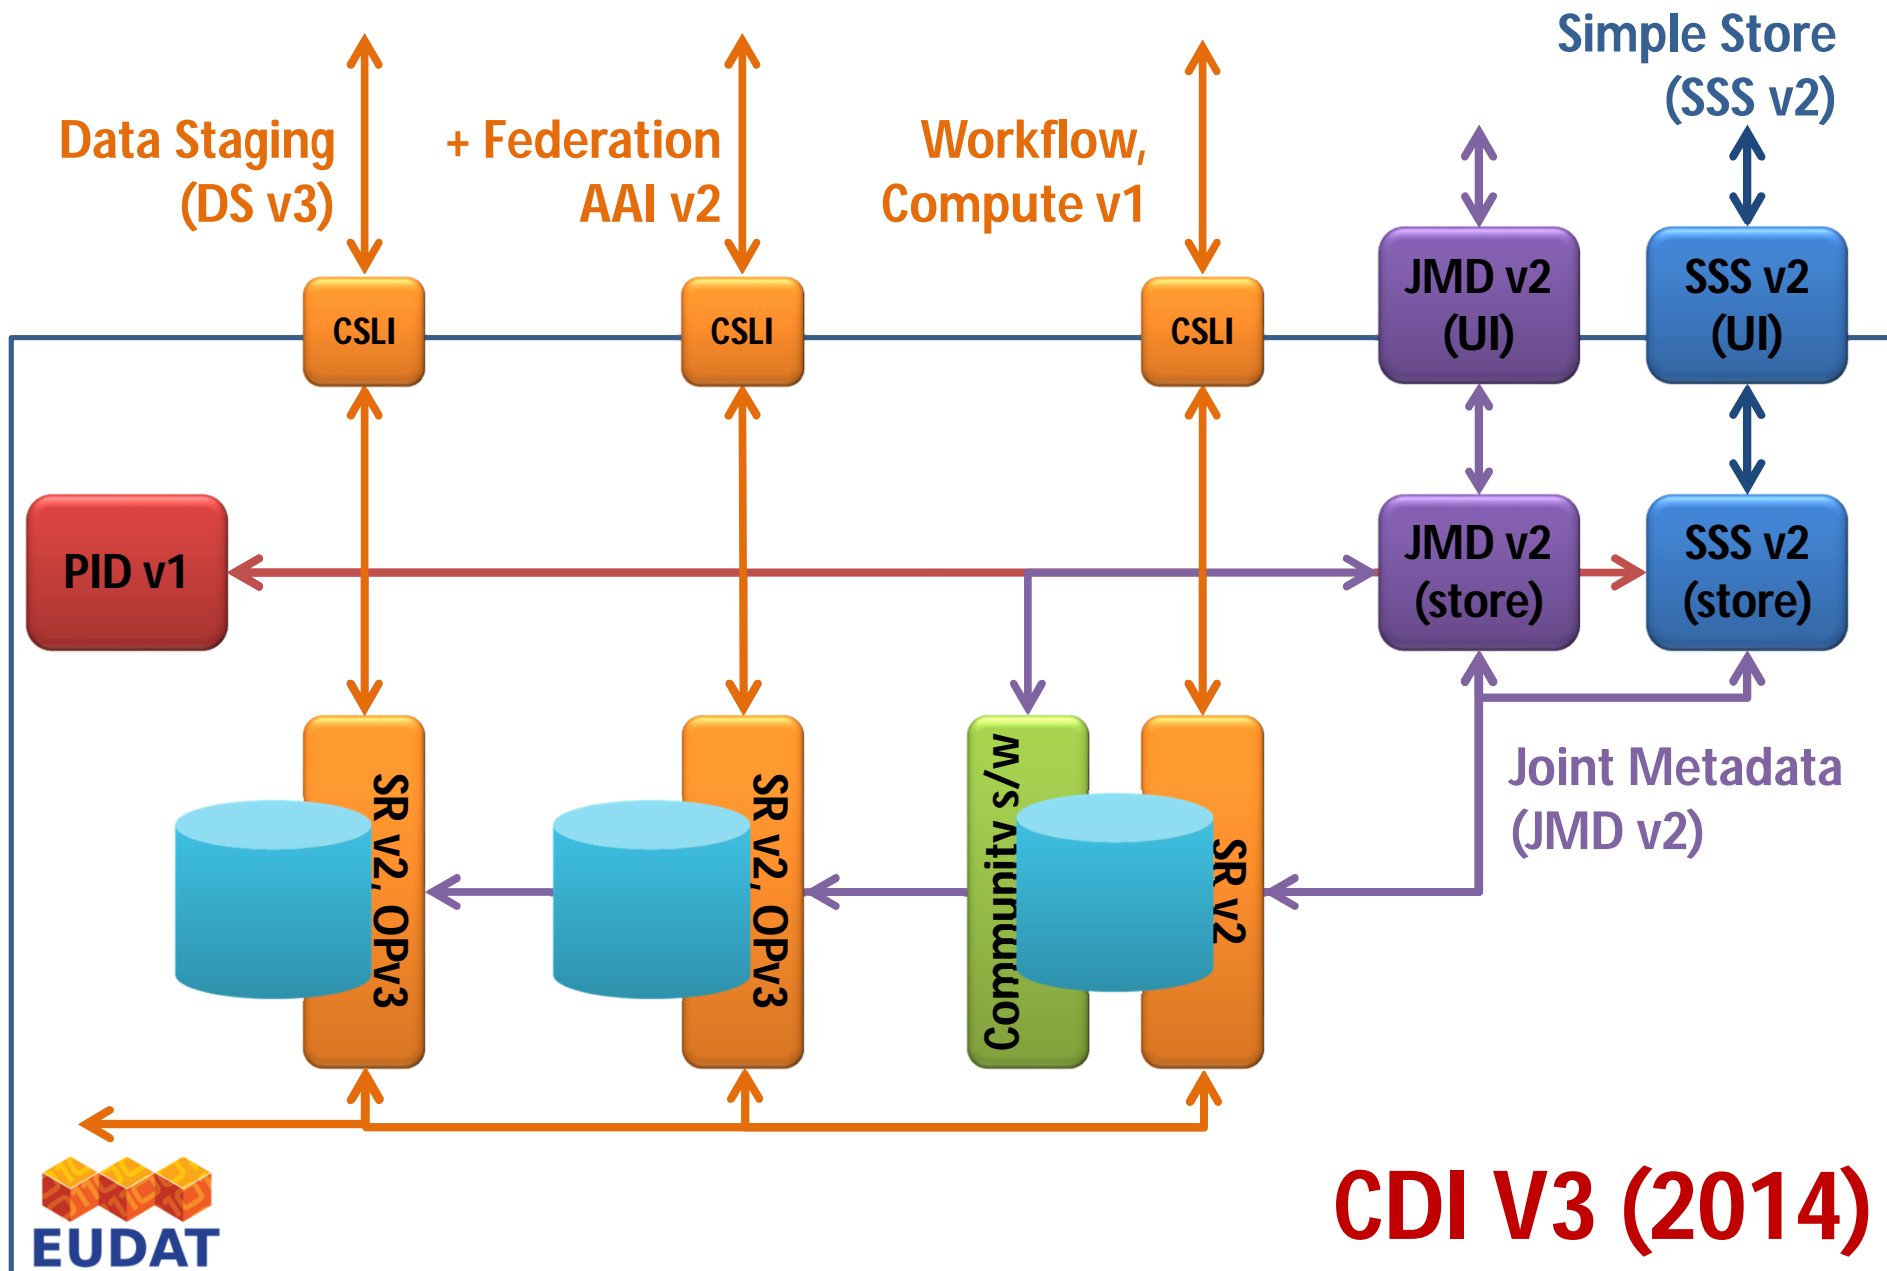 Simple Store
(SSS v2)
Data Staging
(DS v3)
+ Federation
AAI v2
Workflow,
Compute v1
CSLI
CSLI
CSLI
JMD v2
(UI)
SSS v2
(UI)
PID v1
JMD v2
(store)
SSS v2
(store)
SR v2, OPv3
SR v2, OPv3
Community s/w
SR v2
Joint Metadata
(JMD v2)
EUDAT
CDI V3 (2014)